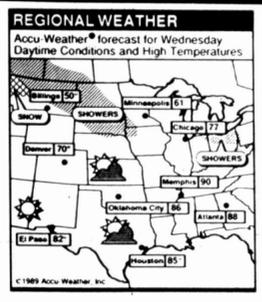 REGIONAL WEATHER
Accu-Weather® forecast for Wednesday
Daytime Conditions and High Temperatures
Billings 50°
Minneapolis 61
SNOW
SHOWERS
Chicago 77
Denver 70°
SHOWERS
Memphis 90
Oklahoma City 86
Atlanta 88
El Paso 82°
Houston 85°
©1989 Accu-Weather, Inc